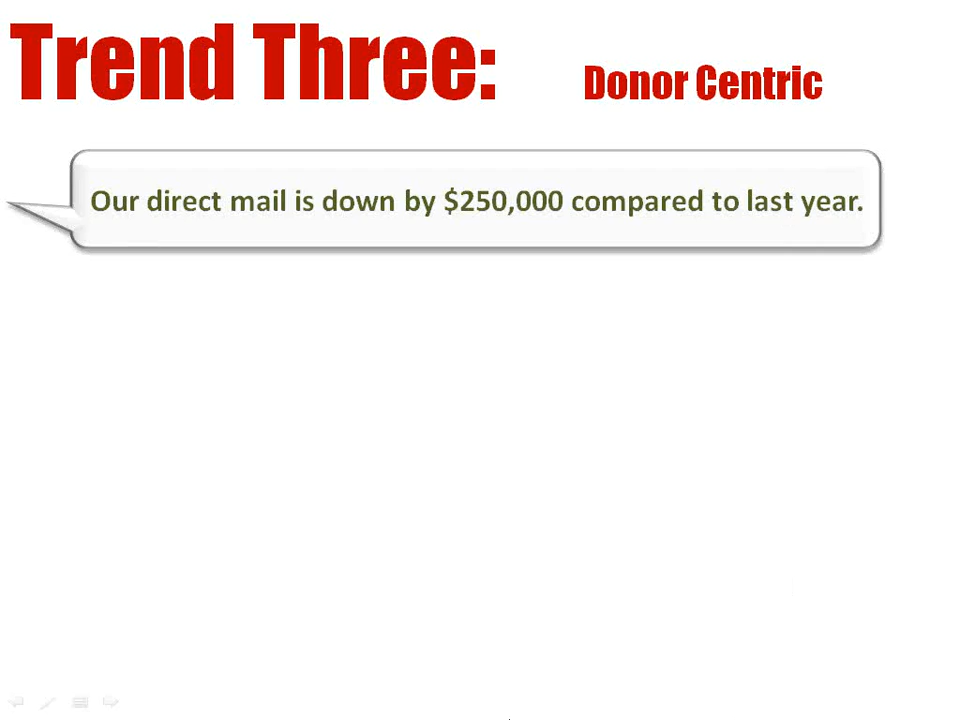 Trend Three: Donor Centric
Our direct mail is down by $250,000 compared to last year.